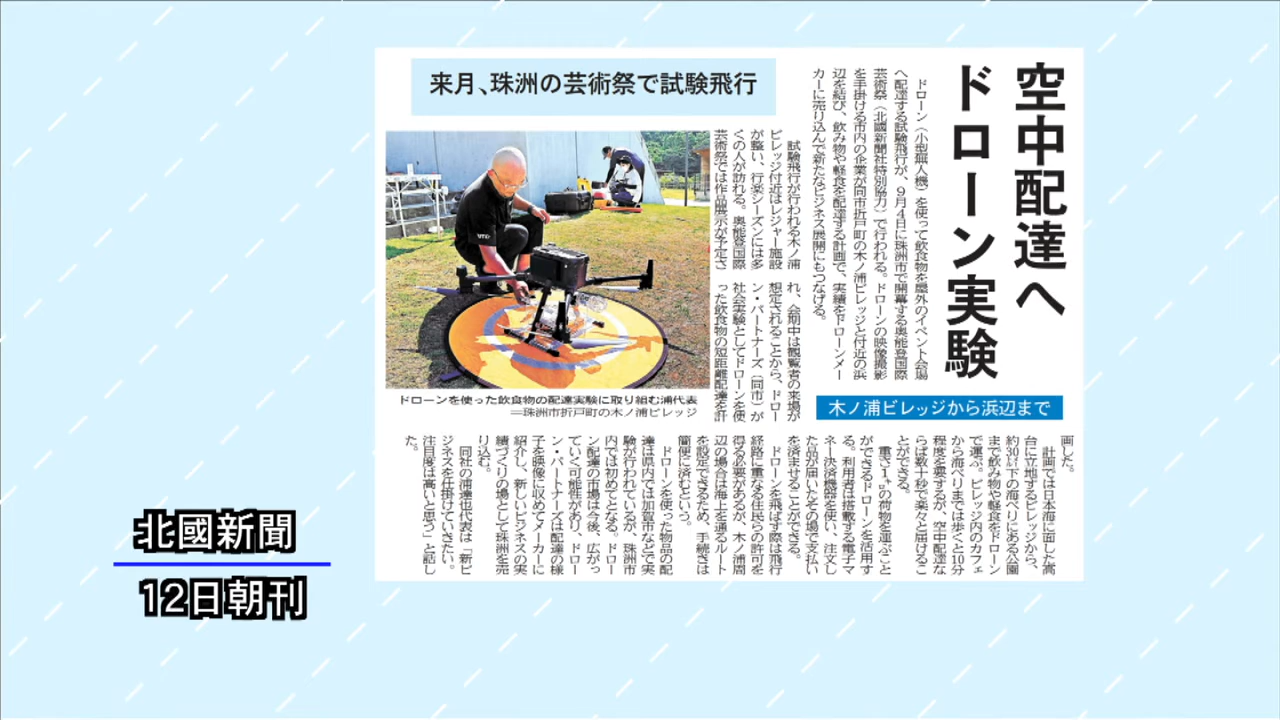 空中配達へ
ドローン実験
来月、珠洲の芸術祭で試験飛行
木ノ浦ビレッジから浜辺まで
ドローン（小型無人機）を使って飲食物を屋外のイベント会場
へ配達する試験飛行が、9月4日に珠洲市で開幕する奥能登国際
芸術祭（北國新聞社特別協力）で行われる。ドローンの映像撮影
を手掛ける市内の企業が同市折戸町の木ノ浦ビレッジと付近の浜
辺を結び、飲み物や軽食を配達する計画で、実績をドローンメー
カーに売り込んで新たなビジネス展開にもつなげる。
試験飛行が行われる木ノ浦
ビレッジ付近はレジャー施設
が整い、行楽シーズンには多
くの人が訪れる。奥能登国際
芸術祭では作品展示が予定さ
れ、会期中は観覧者の来場が
想定されることから、ドロー
ン・パートナーズ（同市）が
社会実験としてドローンを使
った飲食物の短距離配達を計
画した。
計画では日本海に面した高
台に立地するビレッジから、
約30㍍下の海べりにある公園
まで飲み物や軽食をドローン
で運ぶ。ビレッジ内のカフェ
から海べりまでは歩くと10分
程度を要するが、空中配達な
らば数十秒で楽々と届けるこ
とができる。
重さ1㌔の荷物を運ぶこと
ができるドローンを活用す
る。利用者は搭載する電子マ
ネー決済機器を使い、注文し
た品が届いたその場で支払い
を済ませることができる。
ドローンを飛ばす際は飛行
経路に重なる住民らの許可を
得る必要があるが、木ノ浦周
辺の場合は海上を通るルート
を設定できるため、手続きは
簡便に済むという。
ドローンを使った物品の配
達は県内では加賀市などで実
験が行われているが、珠洲市
内では初めてとなる。ドロー
ン配達の市場は今後、広がっ
ていく可能性があり、ドロー
ン・パートナーズは配達の様
子を映像に収めてメーカーに
紹介し、新しいビジネスの実
績づくりの場として珠洲を売
り込む。
同社の浦達也代表は「新ビ
ジネスを仕掛けていきたい。
注目度は高いと思う」と話し
た。
ドローンを使った飲食物の配達実験に取り組む浦代表
＝珠洲市折戸町の木ノ浦ビレッジ
北國新聞
12日朝刊